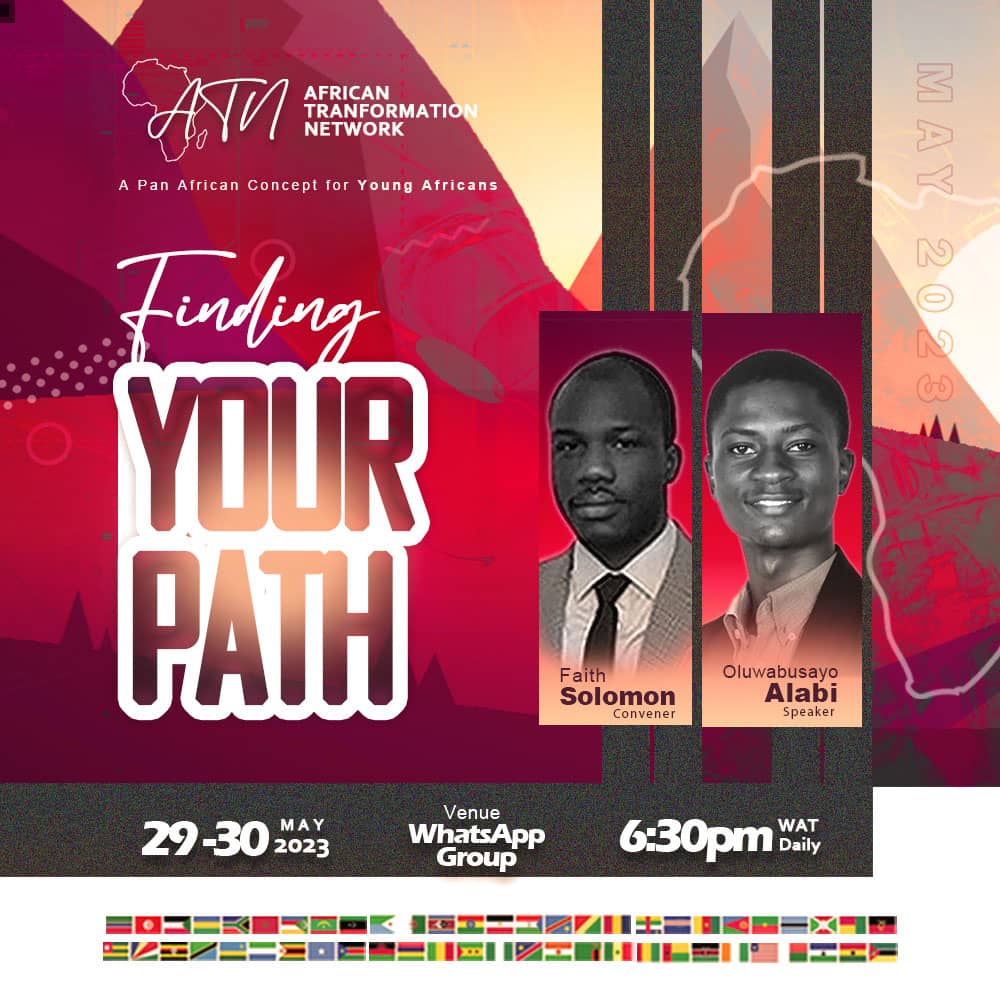 ATN
AFRICAN
TRANFORMATION
NETWORK
A Pan African Concept for Young Africans
MAY 2023
Finding
YOUR
PATH
Faith
Solomon
Convener
Oluwabusayo
Alabi
Speaker
29-30 MAY
2023
Venue
WhatsApp
Group
6:30pm WAT
Daily